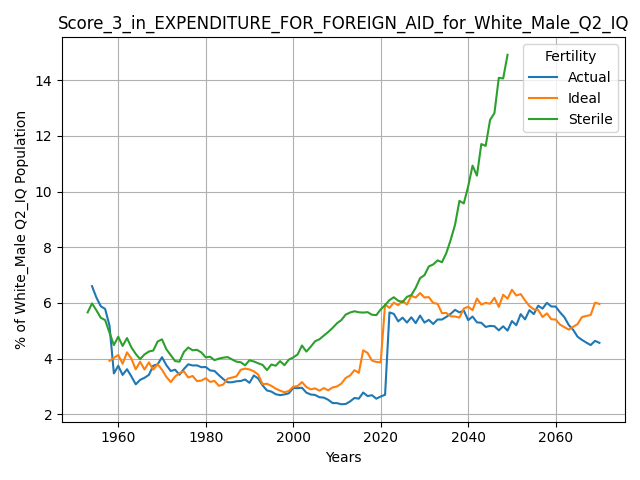 Score_3_in_EXPENDITURE_FOR_FOREIGN_AID_for_White_Male_Q2_IQ
Fertility
Actual
Ideal
Sterile
% of White_Male Q2_IQ Population
14
12
10
8
6
4
2
1960
1980
2000
2020
2040
2060
Years